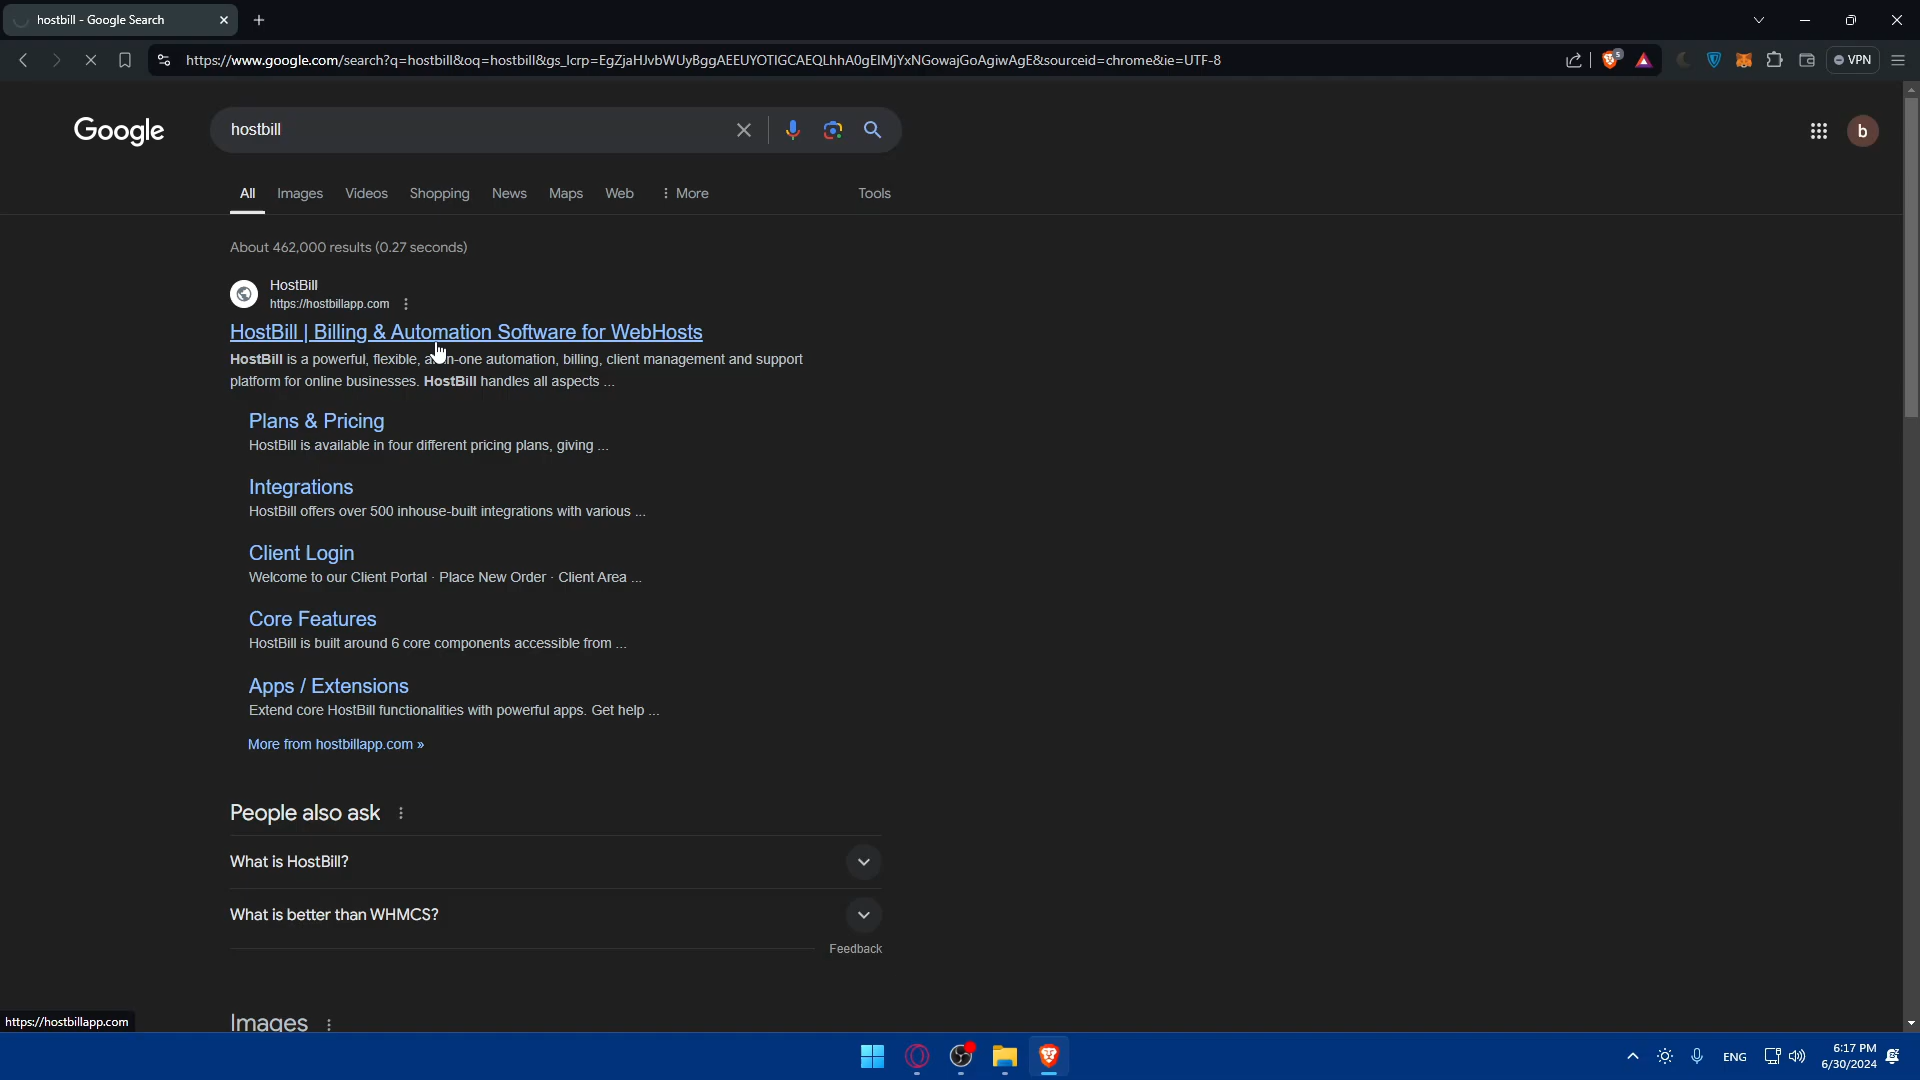 hostbill - Google Search
https://www.google.com/search?q=hostbill&oq=hostbill&gs_lcrp=EgZjaHJvbWUyBggAEEUYOTIGCAEQLhhA0gEIMjYxNGowajGoAgiwAgE&sourceid=chrome&ie=UTF-8
5
VPN
Google
hostbill
b
All
Images
Videos
Shopping
News
Maps
Web
More
Tools
About 462,000 results (0.27 seconds)
HostBill
https://hostbillapp.com
HostBill | Billing & Automation Software for WebHosts
HostBill is a powerful, flexible, -one automation, billing, client management and support
platform for online businesses. HostBill handles all aspects ...
Plans & Pricing
HostBill is available in four different pricing plans, giving ...
Integrations
HostBill offers over 500 inhouse-built integrations with various ...
Client Login
Welcome to our Client Portal · Place New Order · Client Area ...
Core Features
HostBill is built around 6 core components accessible from ...
Apps / Extensions
Extend core HostBill functionalities with powerful apps. Get help ...
More from hostbillapp.com »
People also ask
What is HostBill?
What is better than WHMCS?
Feedback
Images
https://hostbillapp.com
ENG
6:17 PM
6/30/2024